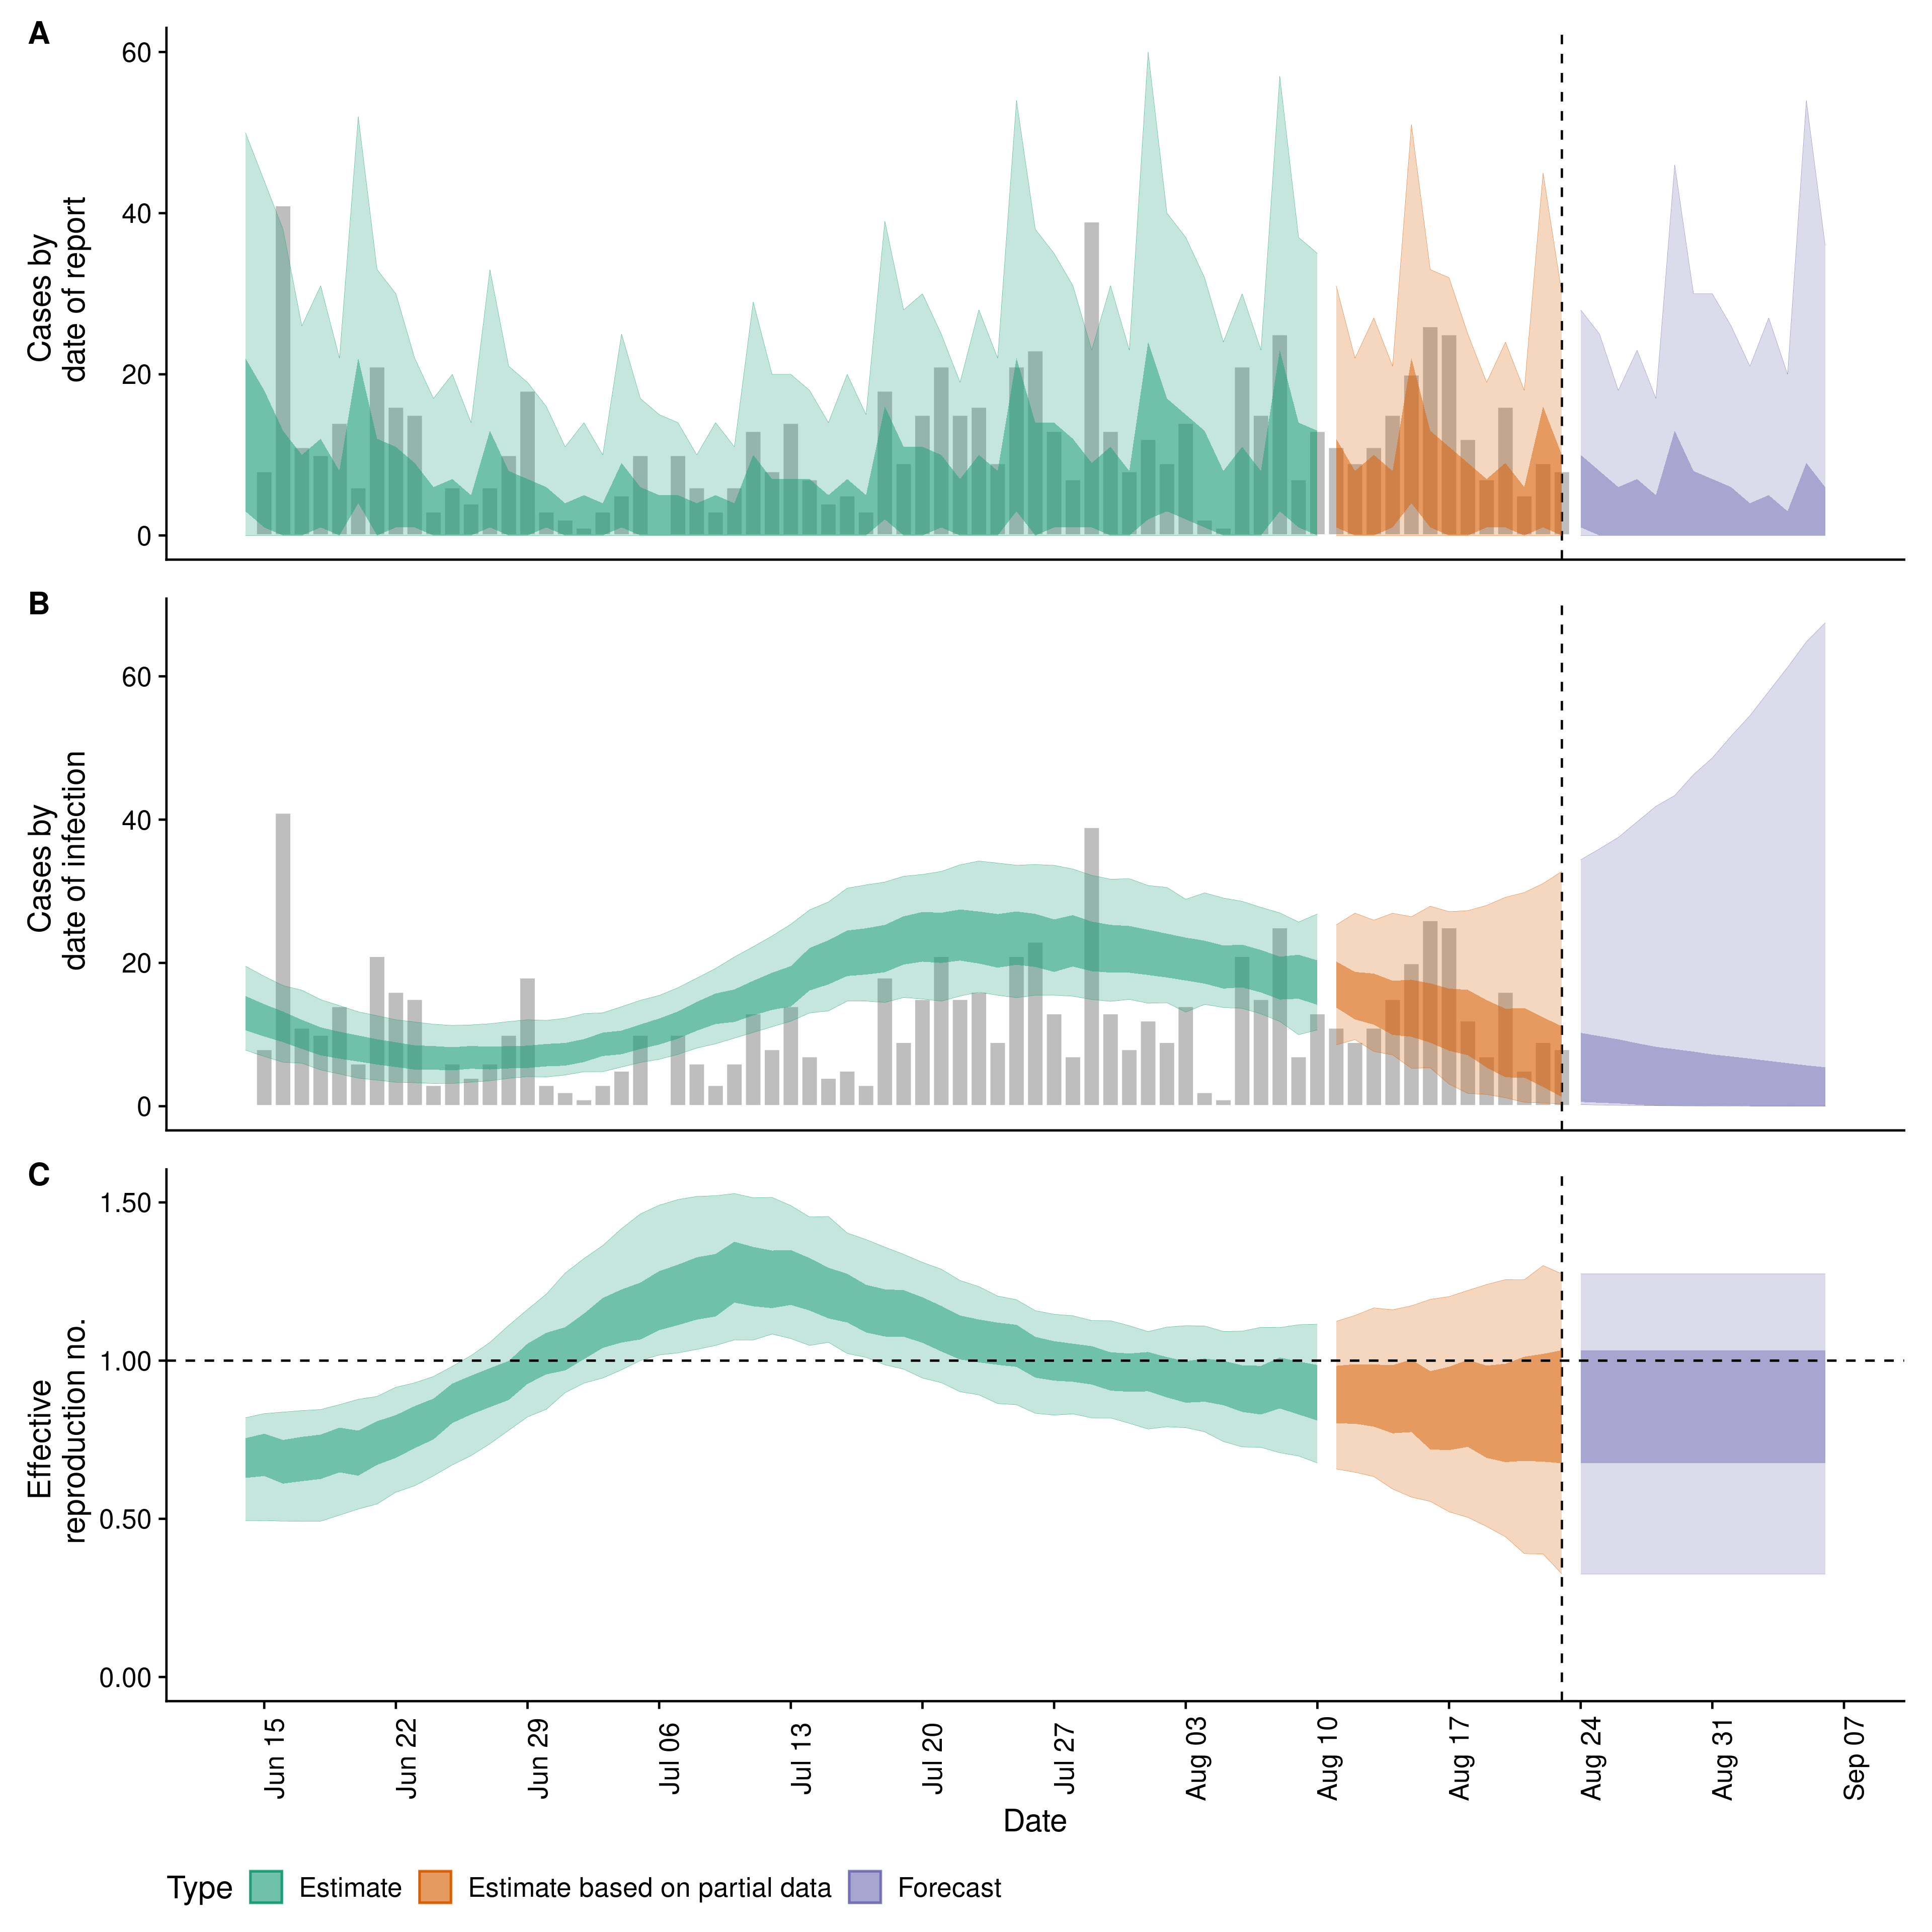 A
60
40
20
0
Cases by
date of report
B
60
40
20
0
Cases by
date of infection
C
1.50
1.00
0.50
0.00
Effective
reproduction no.
Jun 15
Jun 22
Jun 29
Jul 06
Jul 13
Jul 20
Jul 27
Aug 03
Aug 10
Aug 17
Aug 24
Aug 31
Sep 07
Date
Type Estimate Estimate based on partial data Forecast